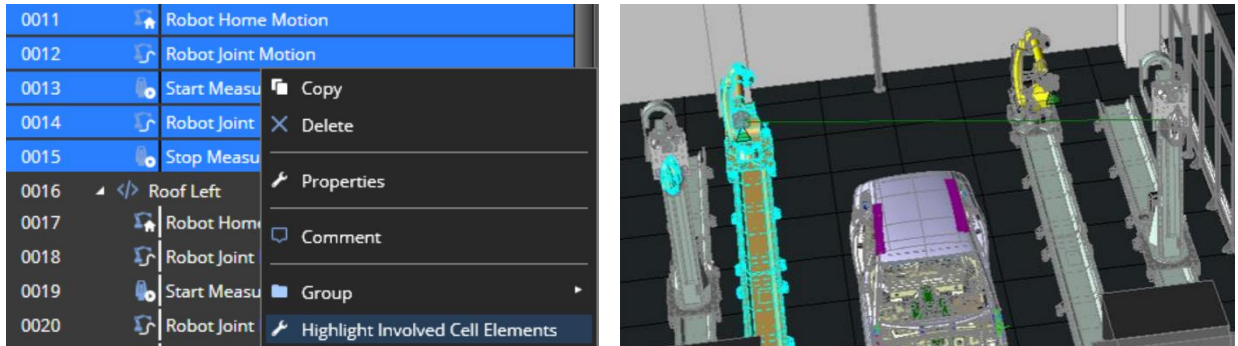 0011 Robot Home Motion
0012 Robot Joint Motion
0013 Start Measu
0014 Robot Joint
0015 Stop Measu
0016 </> Roof Left
0017 Robot Hom
0018 Robot Joint
0019 Start Measu
0020 Robot Joint
Copy
Delete
Properties
Comment
Group
Highlight Involved Cell Elements